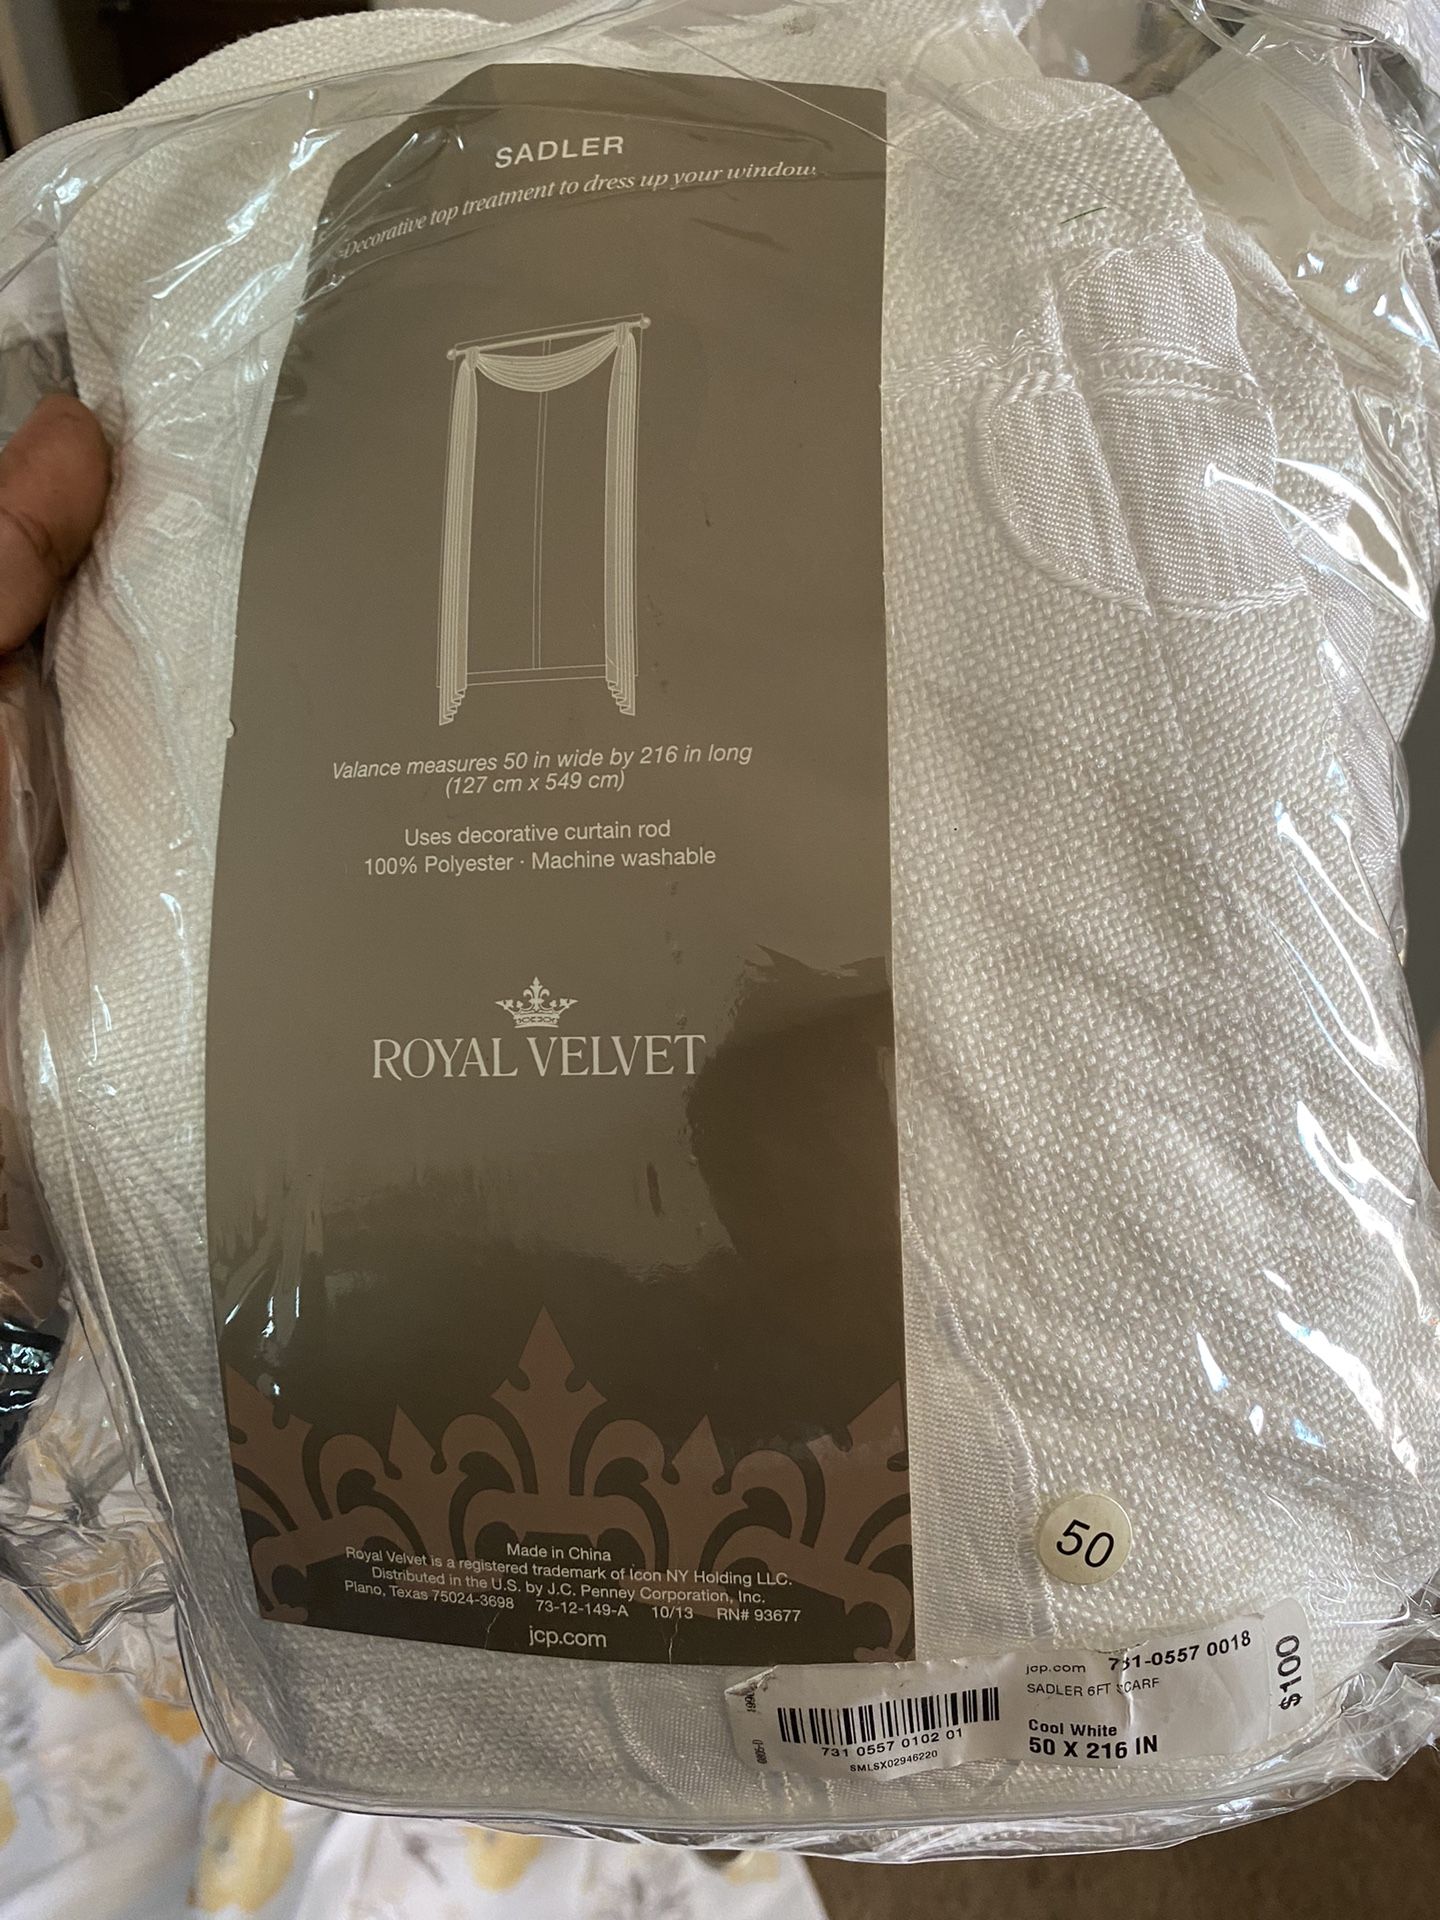 SADLER
Decorative top treatment to dress up your window.
Valance measures 50 in wide by 216 in long
(127 cm x 549 cm)
Uses decorative curtain rod
100% Polyester · Machine washable
ROYAL VELVET
Made in China
Royal Velvet is a registered trademark of Icon NY Holding LLC.
Distributed in the U.S. by J.C. Penney Corporation, Inc.
Plano, Texas 75024-3698 73-12-149-A 10/13 RN# 93677
jcp.com
50
jcp.com 731-0557 0018
SADLER 6FT SCARF
Cool White
50 X 216 IN
$100
731 0557 0102 01
SMLSX02946220